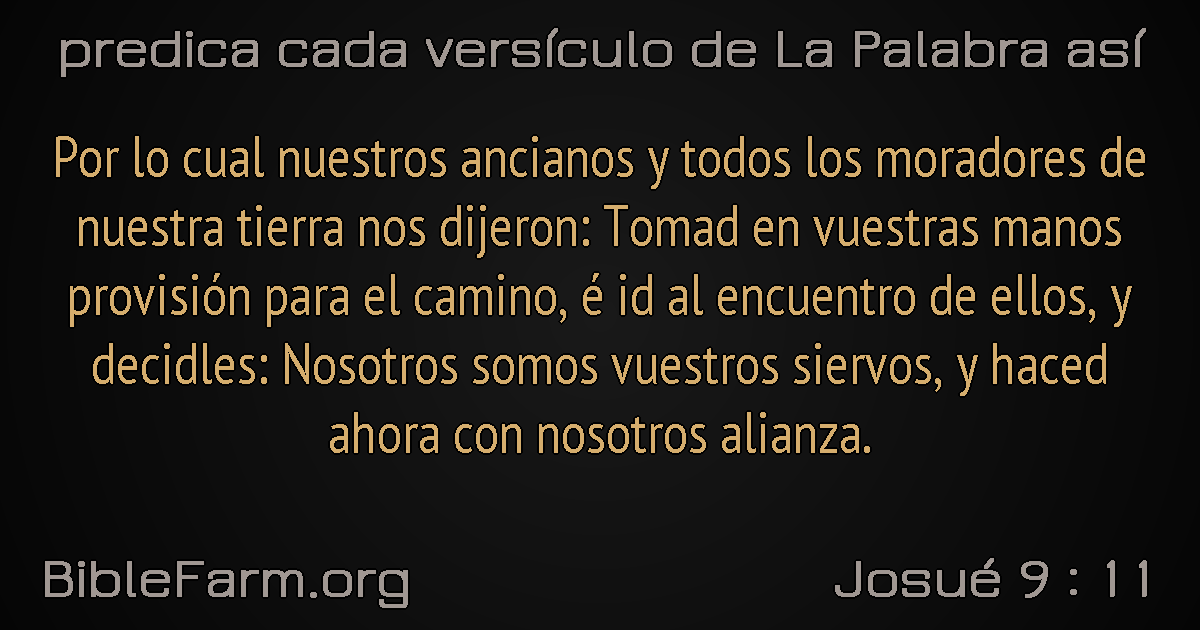 predica cada versículo de La Palabra así
Por lo cual nuestros ancianos y todos los moradores de
nuestra tierra nos dijeron: Tomad en vuestras manos
provisión para el camino, é id al encuentro de ellos, y
decidles: Nosotros somos vuestros siervos, y haced
ahora con nosotros alianza.
BibleFarm.org
Josué 9 : 11